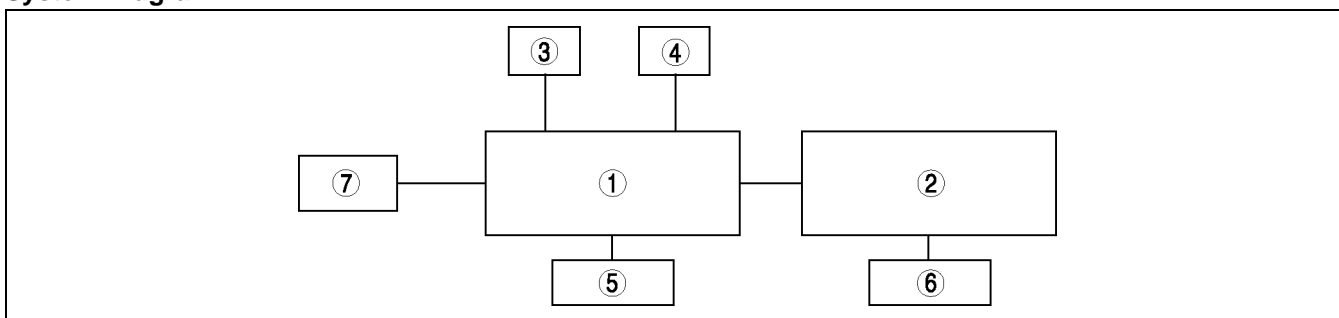 ③ ④
⑦ ① ②
⑤ ⑥